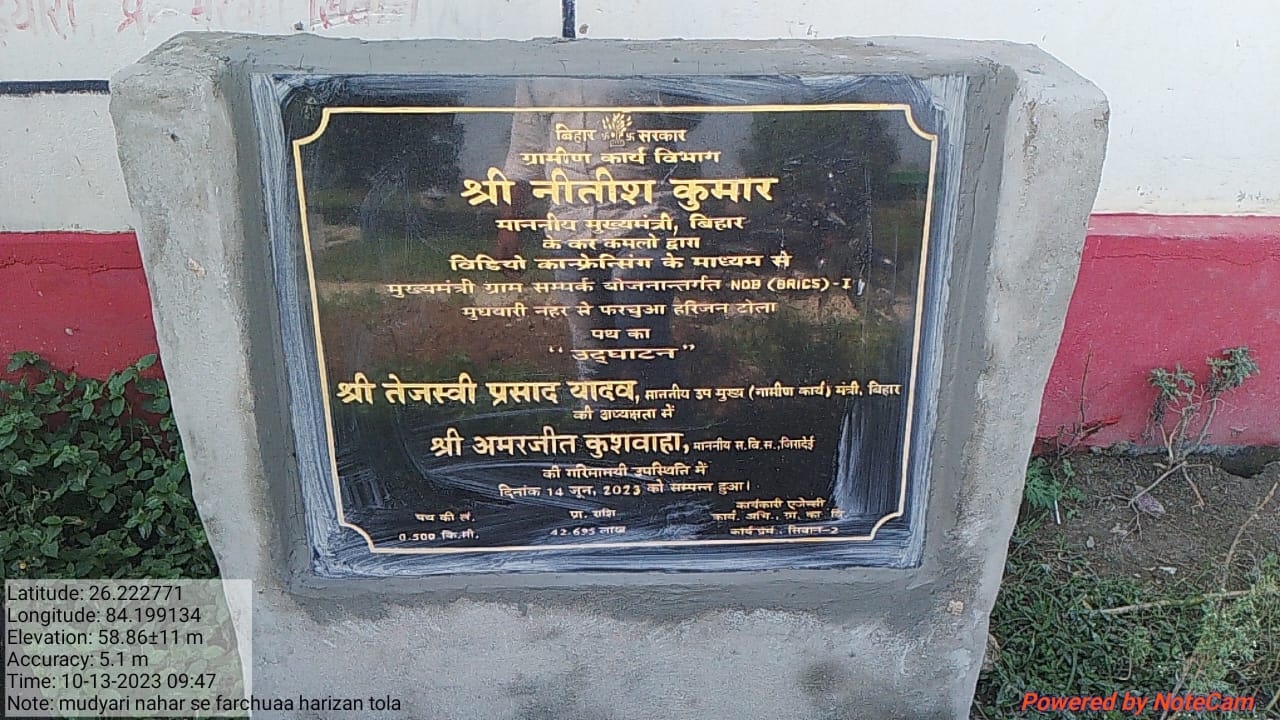 बिहार सरकार
ग्रामीण कार्य विभाग
श्री नीतीश कुमार
माननीय मुख्यमंत्री, बिहार
के कर कमलों द्वारा
विडियो कान्फ्रेन्सिंग के माध्यम से
मुख्यमंत्री ग्राम सम्पर्क योजनान्तर्गत NDB (BRICS)-I
मुधवारी नहर से फरचुआ हरिजन टोला
पथ का
"उद्घाटन"
श्री तेजस्वी प्रसाद यादव, माननीय उप मुख्य (ग्रामीण कार्य) मंत्री, बिहार
की अध्यक्षता में
श्री अमरजीत कुशवाहा, माननीय स.वि.स.,जिरादेई
की गरिमामयी उपस्थिति में
दिनांक 14 जून, 2023 को सम्पन्न हुआ।
पथ की लं.
0.500 कि.मी.
प्रा. राशि
42.695 लाख
कार्यकारी एजेन्सी
कार्य. अभि., ग्रा. का. वि.
कार्य प्रमं., सिवान-2
Latitude: 26.222771
Longitude: 84.199134
Elevation: 58.86±11 m
Accuracy: 5.1 m
Time: 10-13-2023 09:47
Note: mudyari nahar se farchuaa harizan tola
Powered by NoteCam